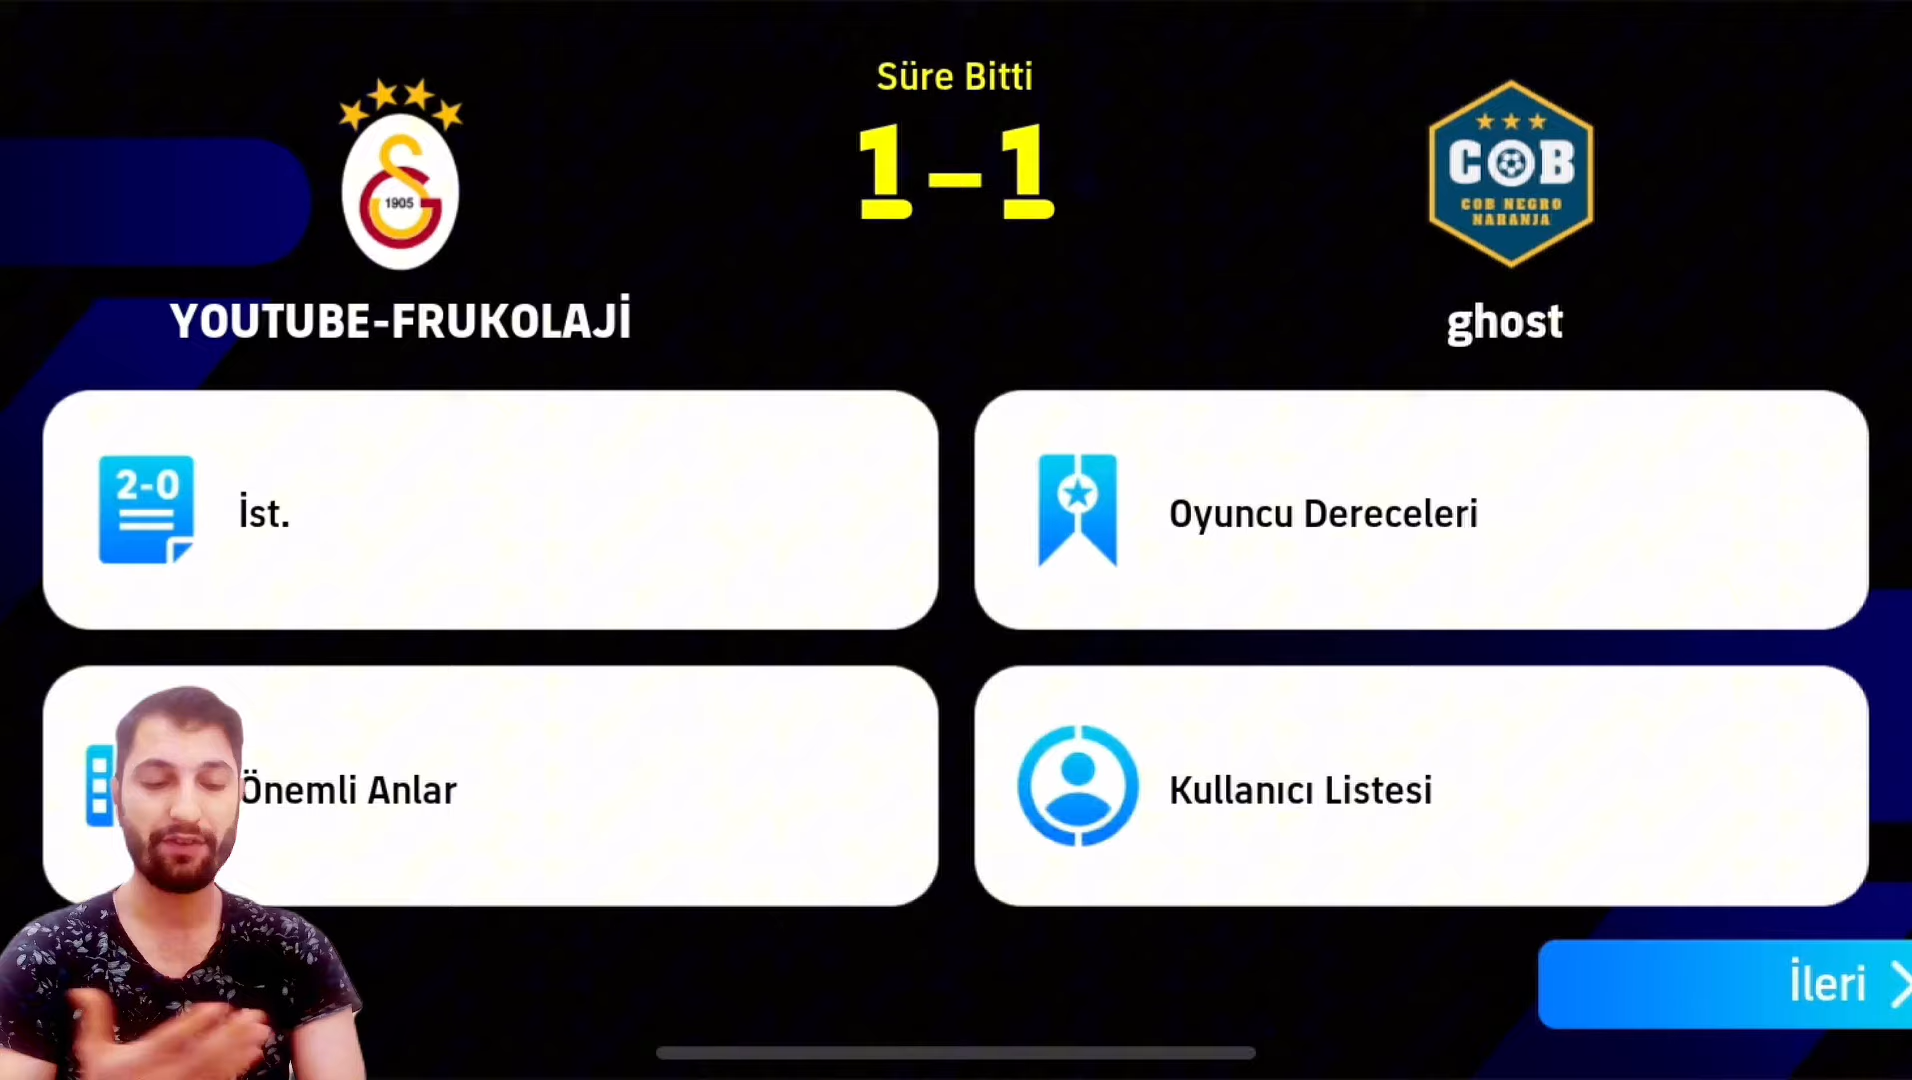 Süre Bitti
1-1
1905
COB
COB NEGRO
NARANJA
YOUTUBE-FRUKOLAJİ
ghost
2-0
İst.
Oyuncu Dereceleri
Önemli Anlar
Kullanıcı Listesi
İleri